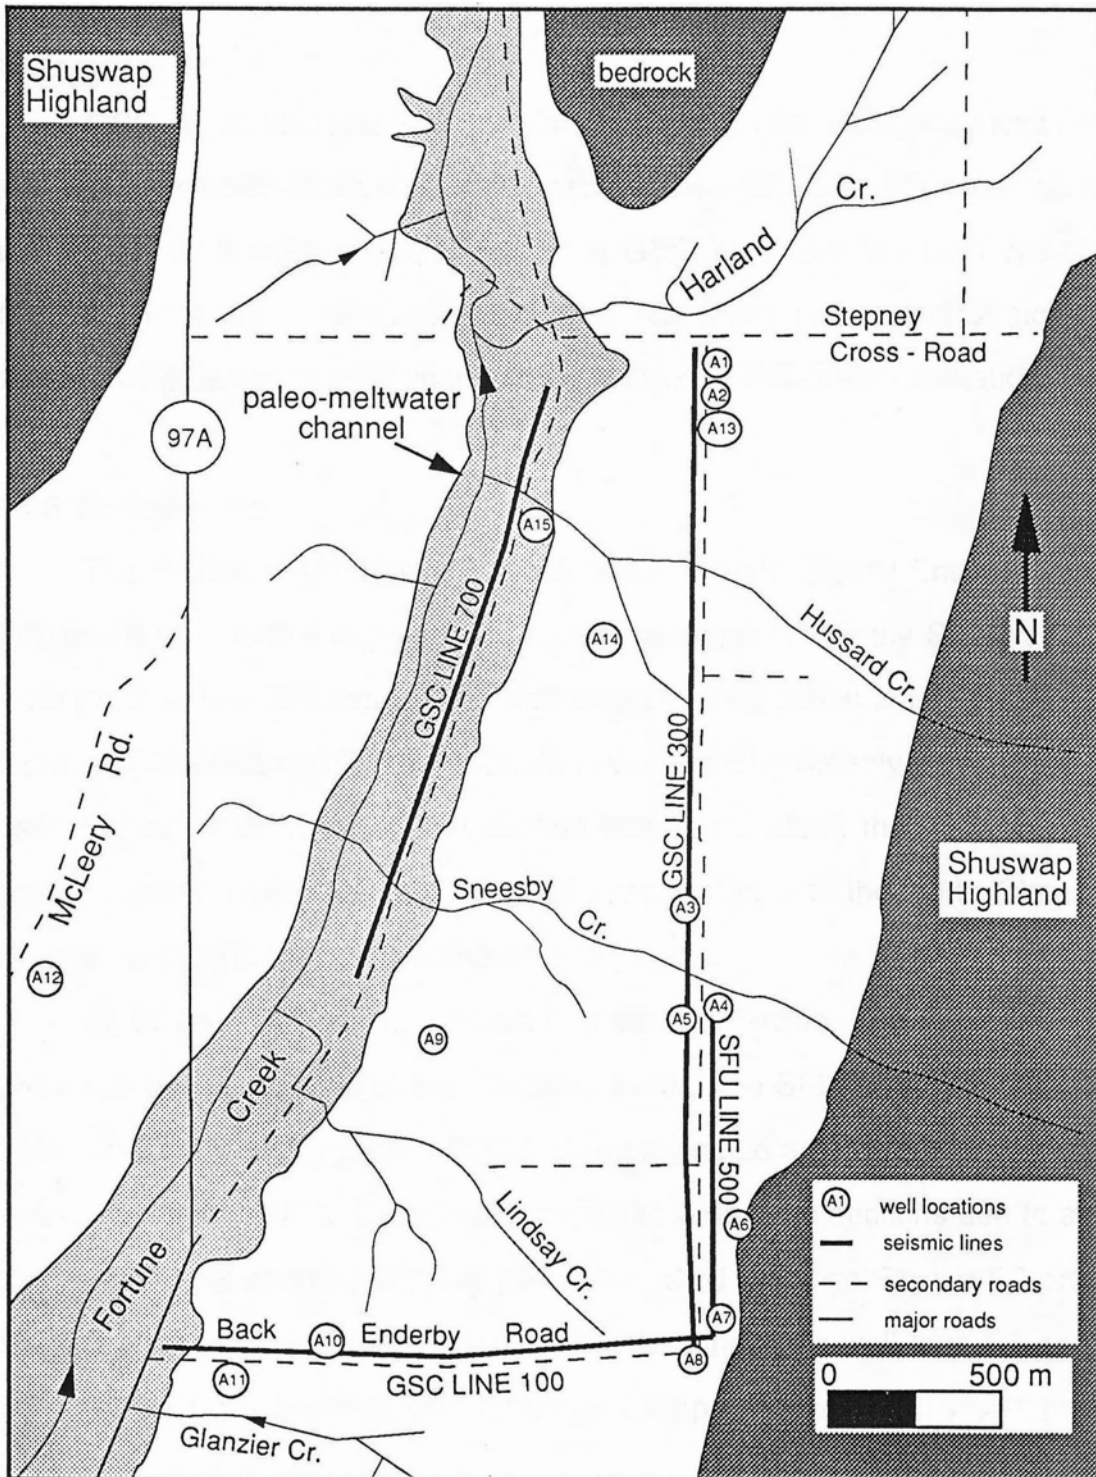 Shuswap
Highland
bedrock
Cr.
Harland
Stepney
Cross - Road
A1
A2
A13
paleo-meltwater
channel
97A
A15
N
GSC LINE 700
A14
Hussard Cr.
GSC LINE 300
McLeery Rd.
Shuswap
Highland
Sneesby
Cr.
A3
A12
A4
A5
A9
SFU LINE 500
Creek
Lindsay Cr.
A6
A1 well locations
seismic lines
secondary roads
major roads
Fortune
A7
Back Enderby Road
A10
A8
A11
GSC LINE 100
0 500 m
Glanzier Cr.